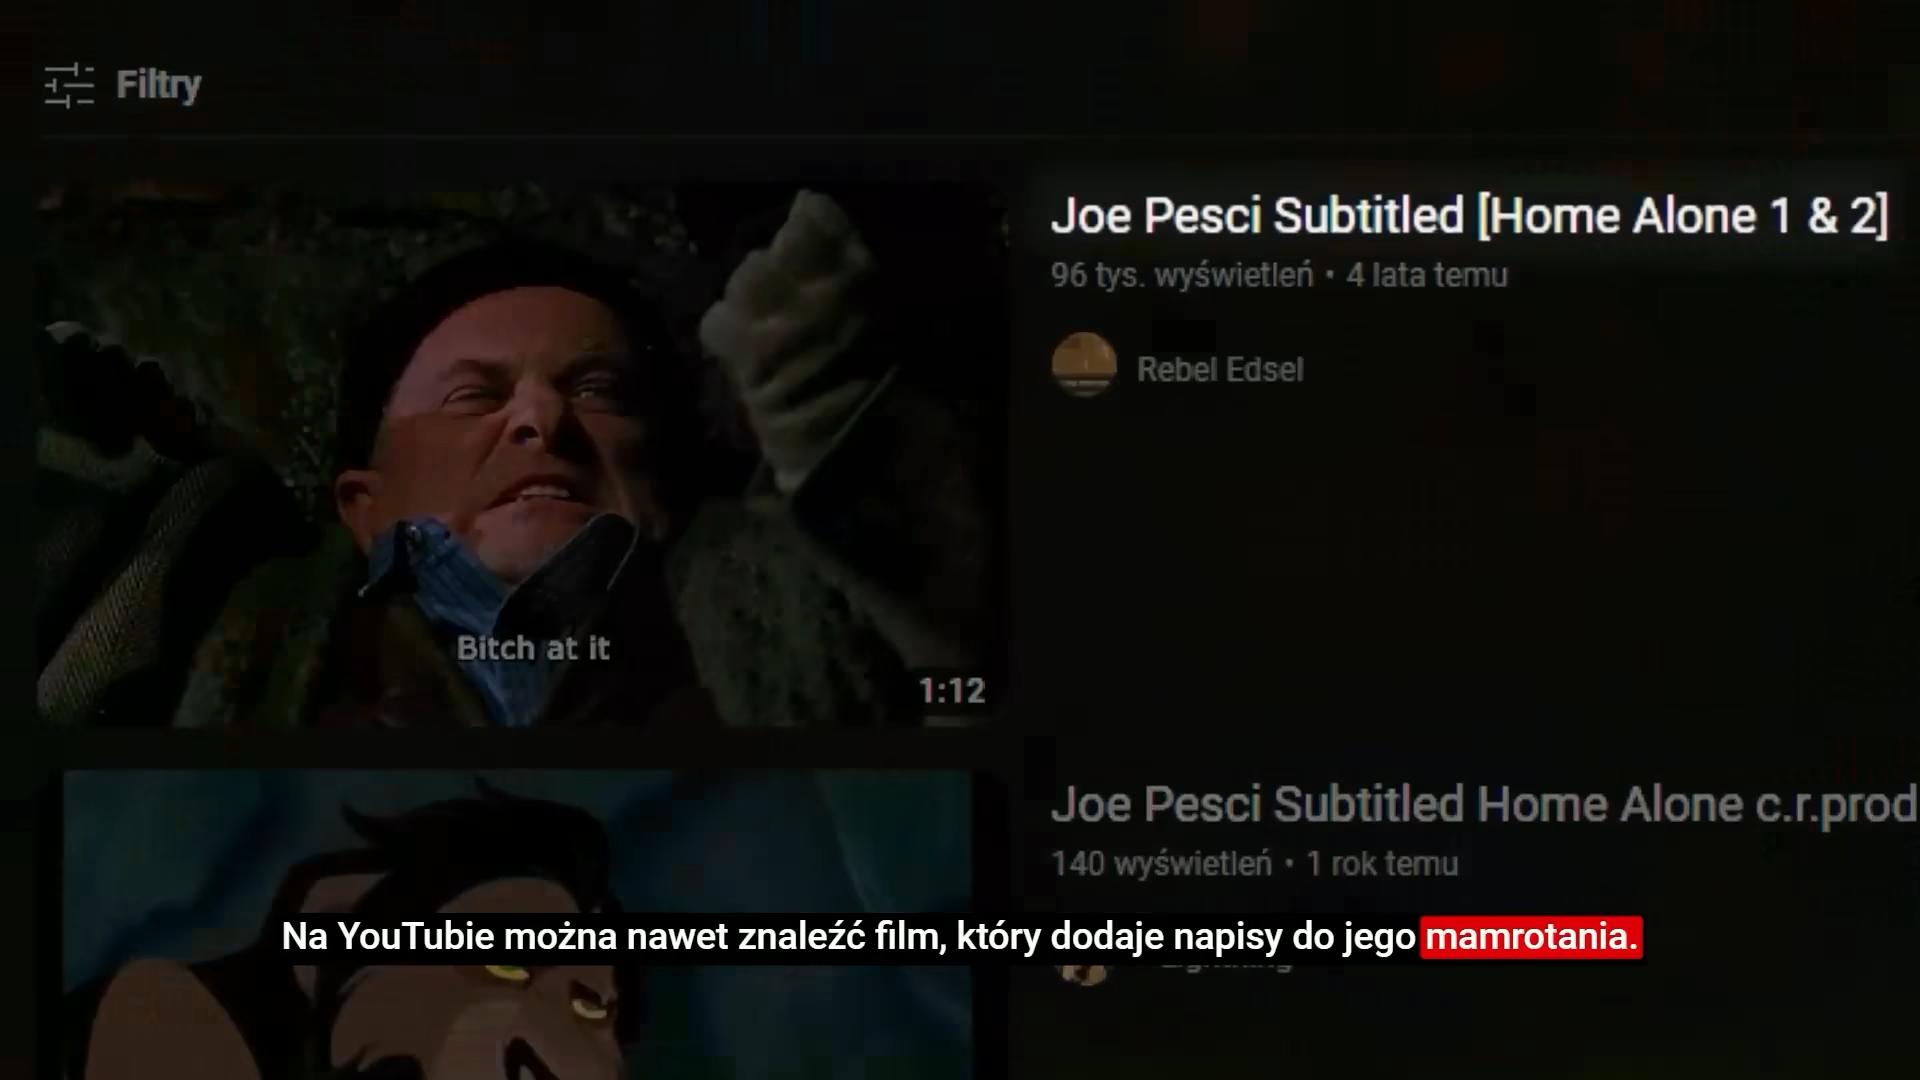 Filtry
Joe Pesci Subtitled [Home Alone 1 & 2]
96 tys. wyświetleń • 4 lata temu
Rebel Edsel
Bitch at it
1:12
Joe Pesci Subtitled Home Alone c.r.prod
140 wyświetleń • 1 rok temu
Na YouTubie można nawet znaleźć film, który dodaje napisy do jego mamrotania.